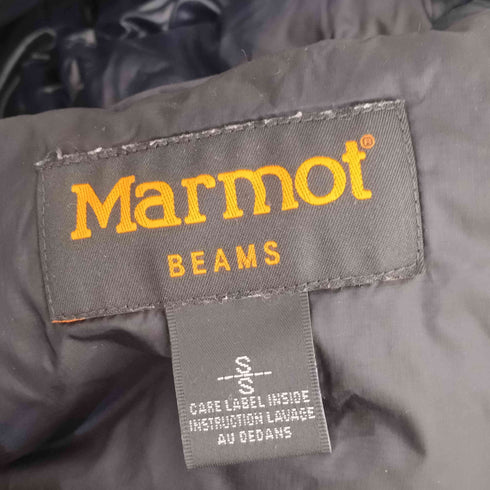 Marmot®
BEAMS
S
S
CARE LABEL INSIDE
INSTRUCTION LAVAGE
AU DEDANS